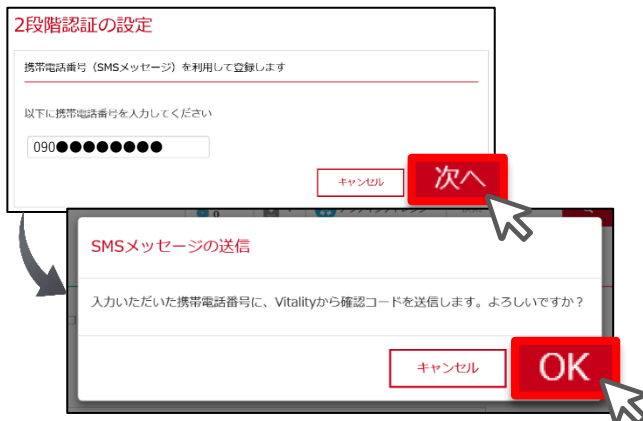 2段階認証の設定
携帯電話番号（SMSメッセージ）を利用して登録します
以下に携帯電話番号を入力してください
090●●●●●●●●
キャンセル
次へ
SMSメッセージの送信
入力いただいた携帯電話番号に、Vitalityから確認コードを送信します。よろしいですか？
キャンセル
OK